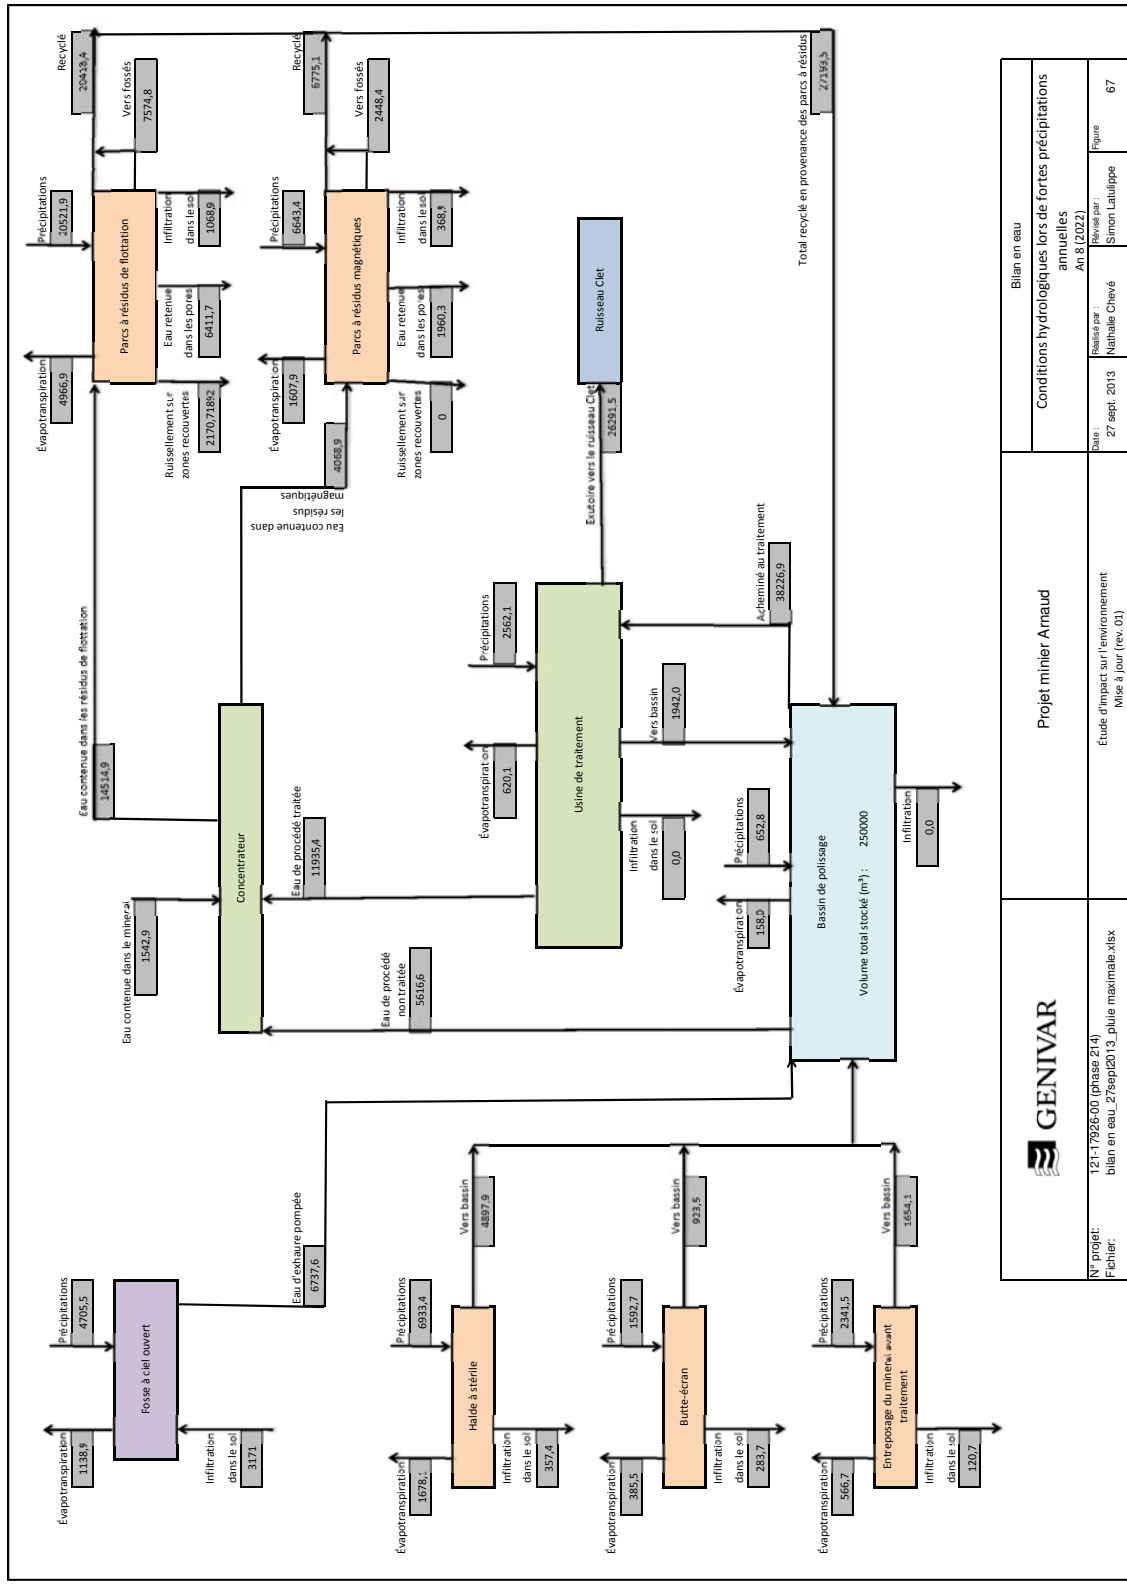 Évapotranspiration
1138,9
Précipitations
4705,5
Fosse à ciel ouvert
Infiltration
dans le sol
3171
Eau d'exhaure pompée
6737,6
Évapotranspiration
Précipitations
6933,4
Halde à stérile
Infiltration
dans le sol
357,4
Vers bassin
4897,9
Évapotranspiration
385,5
Précipitations
1592,7
Butte-écran
Infiltration
dans le sol
283,7
Vers bassin
923,5
Évapotranspiration
566,7
Précipitations
2341,5
Entreposage du minerai avant
traitement
Infiltration
dans le sol
120,7
Vers bassin
1654,1
Eau contenue dans le minerai
1542,9
Concentrateur
Eau contenue dans les résidus de flottation
14514,9
Eau contenue dans
les résidus
magnétiques
4068,9
Eau de procédé
non traitée
5616,6
Eau de procédé traitée
11935,4
Évapotranspiration
620,1
Précipitations
2562,1
Usine de traitement
Infiltration
dans le sol
0,0
Vers bassin
1942,0
Acheminé au traitement
38226,9
Exutoire vers le ruisseau Clet
26291,5
Ruisseau Clet
Évapotranspiration
158,0
Précipitations
652,8
Bassin de polissage
Volume total stocké (m³) : 250000
Infiltration
0,0
Évapotranspiration
4966,9
Précipitations
20521,9
Parcs à résidus de flottation
Ruissellement sur
zones recouvertes
2170,71892
Eau retenue
dans les pores
6411,7
Infiltration
dans le sol
1068,9
Vers fossés
7574,8
Recyclé
20418,4
Évapotranspiration
1607,9
Précipitations
6643,4
Parcs à résidus magnétiques
Ruissellement sur
zones recouvertes
0
Eau retenue
dans les pores
1960,3
Infiltration
dans le sol
368,9
Vers fossés
2448,4
Recyclé
6775,1
Total recyclé en provenance des parcs à résidus
27193,5
GENIVAR
N° projet: 121-17926-00 (phase 214)
Fichier: bilan en eau_27sept2013_pluie maximale.xlsx
Projet minier Arnaud
Étude d'impact sur l'environnement
Mise à jour (rev. 01)
Bilan en eau
Conditions hydrologiques lors de fortes précipitations
annuelles
An 8 (2022)
Date : 27 sept. 2013
Réalisé par : Nathalie Chevé
Révisé par : Simon Latulippe
Figure 67